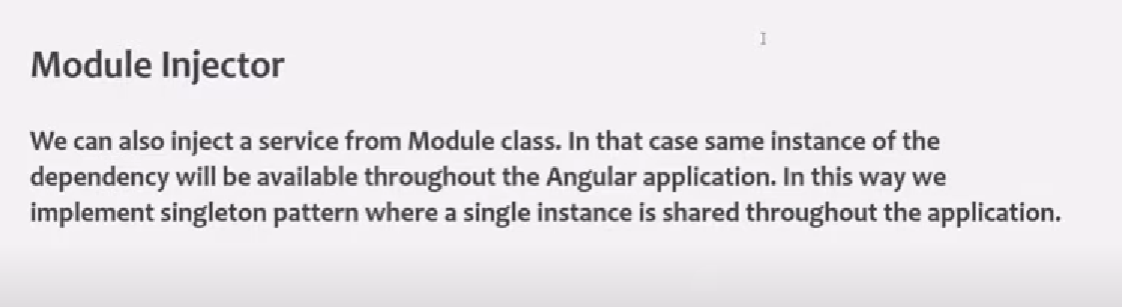 Module Injector
We can also inject a service from Module class. In that case same instance of the
dependency will be available throughout the Angular application. In this way we
implement singleton pattern where a single instance is shared throughout the application.